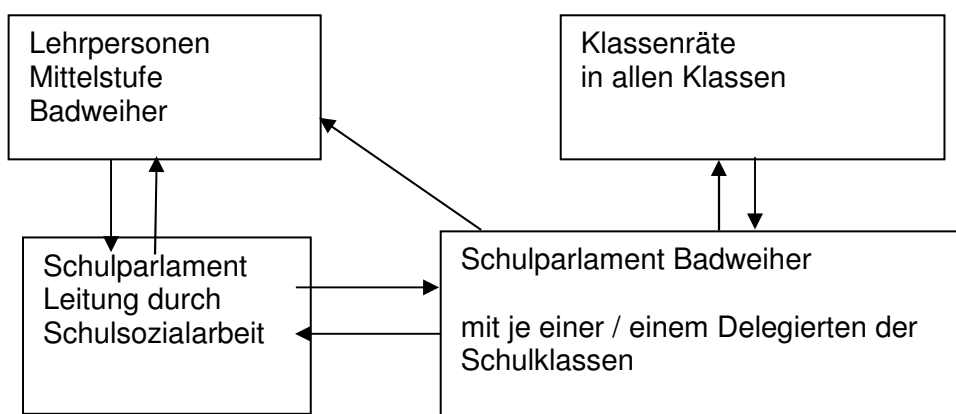 Lehrpersonen
Mittelstufe
Badweiher
Klassenräte
in allen Klassen
Schulparlament
Leitung durch
Schulsozialarbeit
Schulparlament Badweiher
mit je einer / einem Delegierten der
Schulklassen